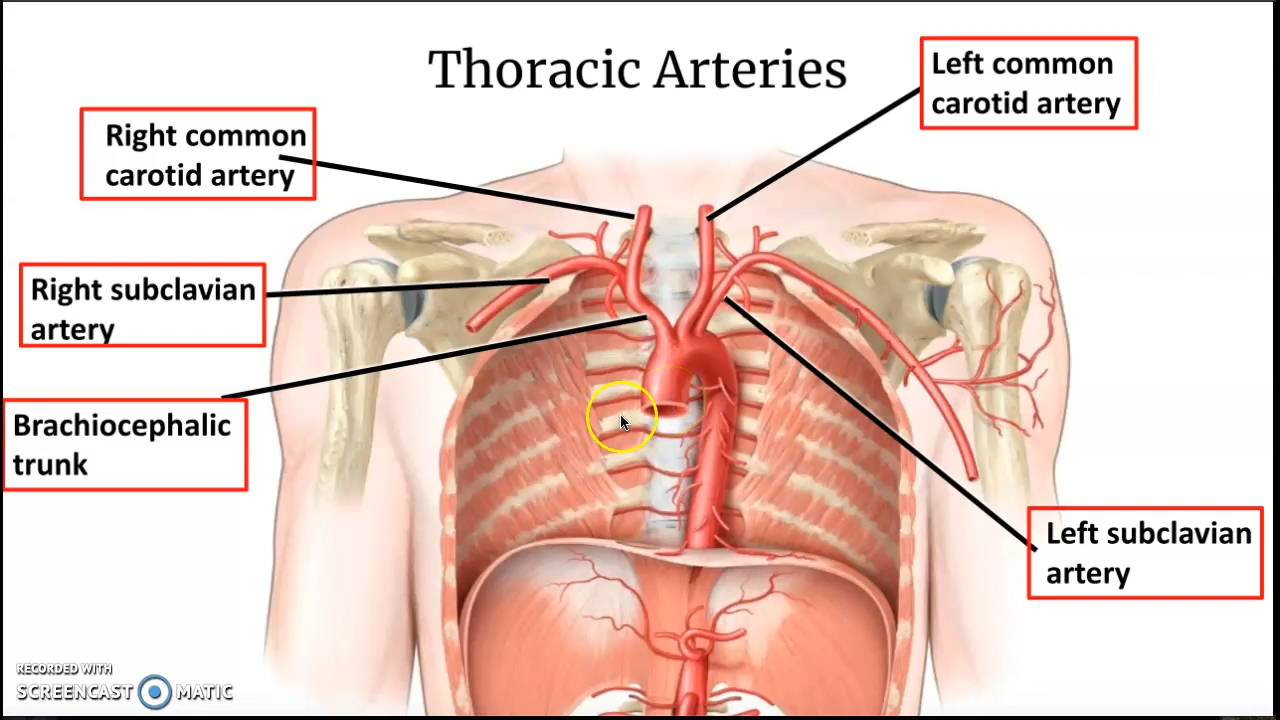 Thoracic Arteries
Left common
carotid artery
Right common
carotid artery
Right subclavian
artery
Brachiocephalic
trunk
Left subclavian
artery
RECORDED WITH
SCREENCAST MATIC